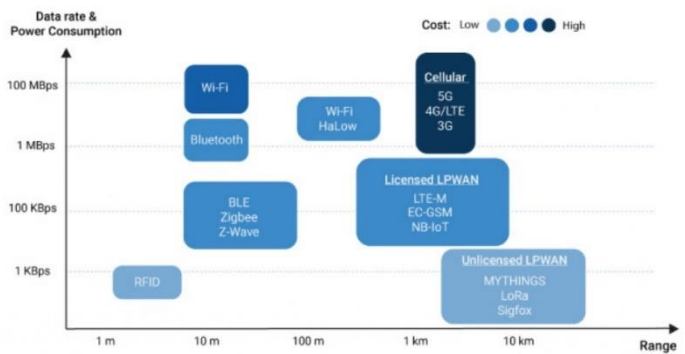 Data rate &
Power Consumption
Cost: Low High
100 MBps
1 MBps
100 KBps
1 KBps
Wi-Fi
Bluetooth
Wi-Fi
HaLow
Cellular
5G
4G/LTE
3G
BLE
Zigbee
Z-Wave
Licensed LPWAN
LTE-M
EC-GSM
NB-IoT
RFID
Unlicensed LPWAN
MYTHINGS
LoRa
Sigfox
1 m 10 m 100 m 1 km 10 km
Range